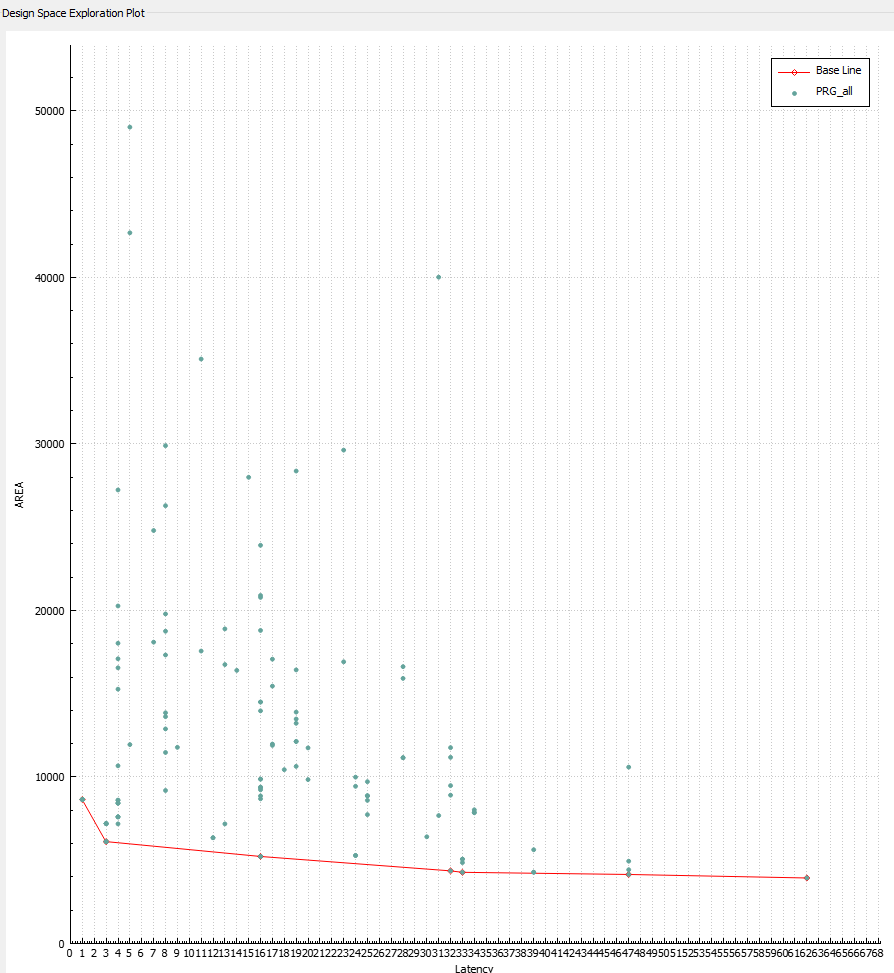 Design Space Exploration Plot
Base Line
PRG_all
50000
40000
30000
20000
10000
0
AREA
0 1 2 3 4 5 6 7 8 9 10 11 12 13 14 15 16 17 18 19 20 21 22 23 24 25 26 27 28 29 30 31 32 33 34 35 36 37 38 39 40 41 42 43 44 45 46 47 48 49 50 51 52 53 54 55 56 57 58 59 60 61 62 63 64 65 66 67 68
Latency